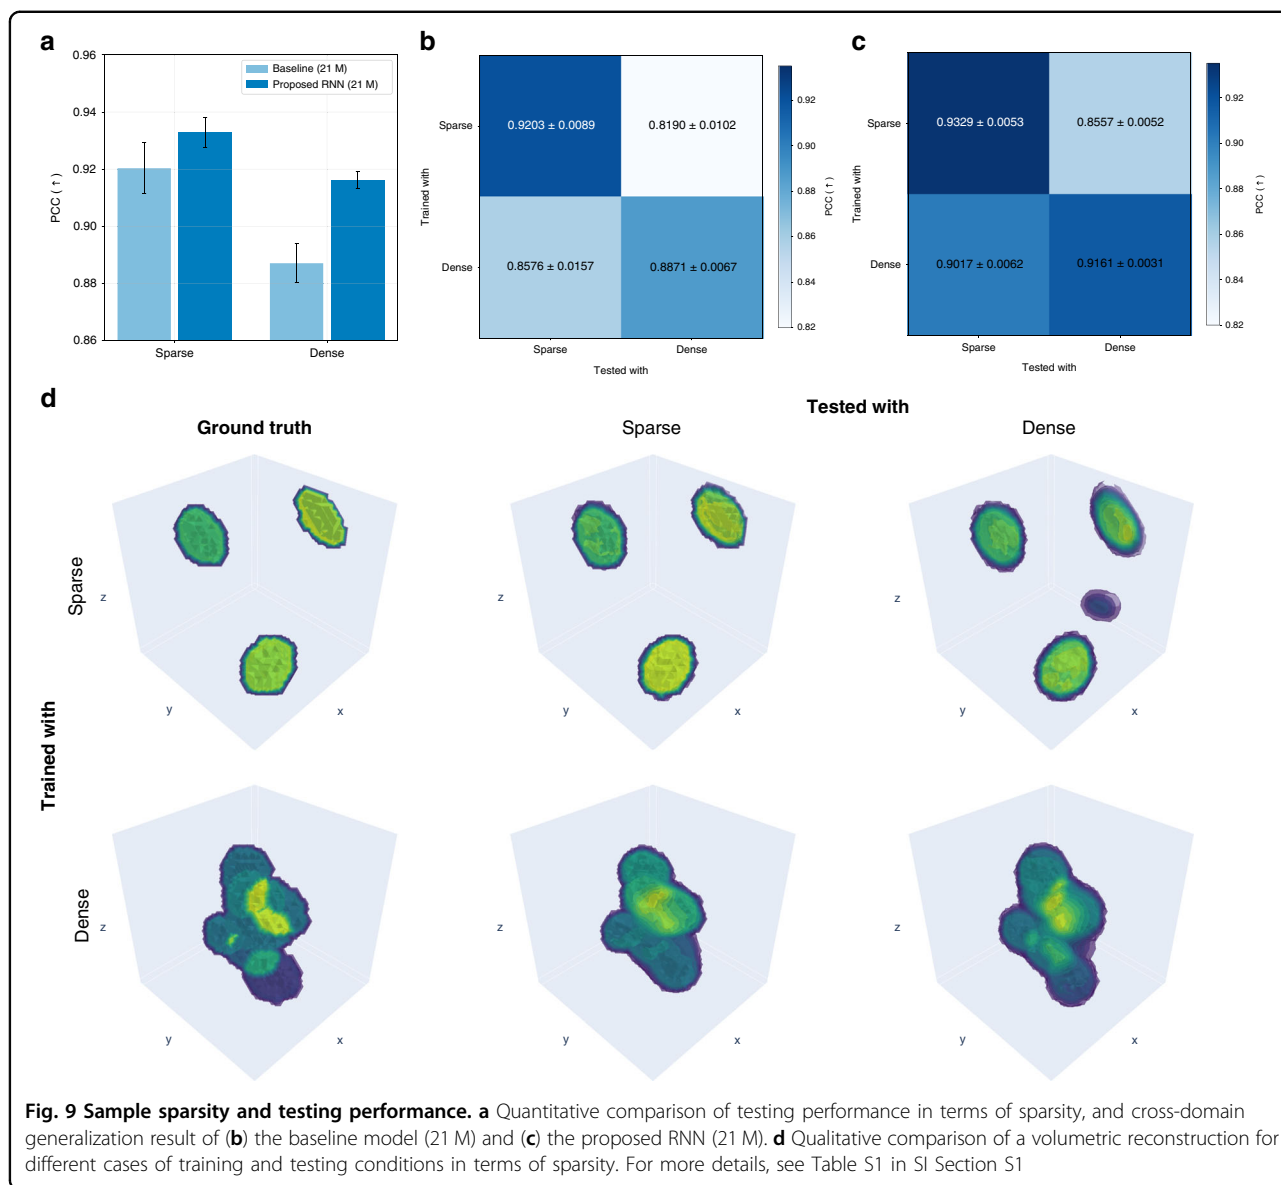 a
0.96
0.94
0.92
0.90
0.88
0.86
PCC (↑)
Baseline (21 M)
Proposed RNN (21 M)
Sparse
Dense
b
Trained with
Sparse
Dense
0.9203 ± 0.0089
0.8190 ± 0.0102
0.8576 ± 0.0157
0.8871 ± 0.0067
Sparse
Dense
Tested with
0.92
0.90
0.88
0.86
0.84
0.82
PCC (↑)
c
Trained with
Sparse
Dense
0.9329 ± 0.0053
0.8557 ± 0.0052
0.9017 ± 0.0062
0.9161 ± 0.0031
Sparse
Dense
Tested with
0.92
0.90
0.88
0.86
0.84
0.82
PCC (↑)
d
Tested with
Ground truth
Sparse
Dense
Trained with
Sparse
z
y
x
z
y
x
z
y
x
Dense
z
y
x
z
y
x
z
y
x
Fig. 9 Sample sparsity and testing performance. a Quantitative comparison of testing performance in terms of sparsity, and cross-domain
generalization result of (b) the baseline model (21 M) and (c) the proposed RNN (21 M). d Qualitative comparison of a volumetric reconstruction for
different cases of training and testing conditions in terms of sparsity. For more details, see Table S1 in SI Section S1